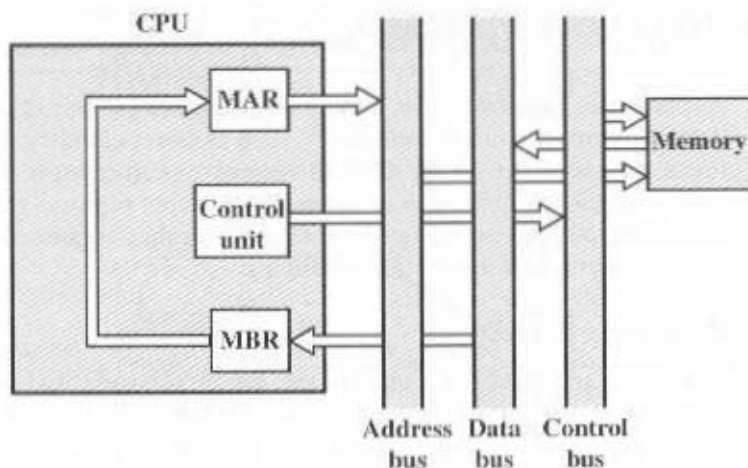 CPU
MAR
Memory
Control
unit
MBR
Address
bus
Data
bus
Control
bus